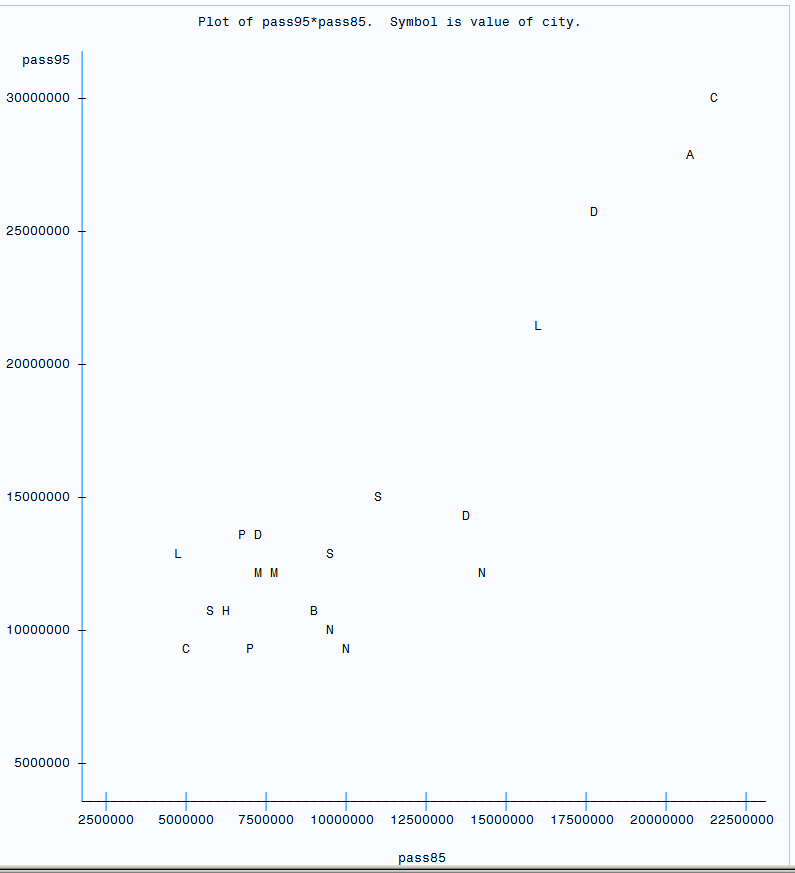 Plot of pass95*pass85.  Symbol is value of city.
pass95
30000000
C
A
D
25000000
L
20000000
15000000
S
D
P D
L
S
M M
N
S H
B
10000000
N
C
P
N
5000000
2500000 5000000 7500000 10000000 12500000 15000000 17500000 20000000 22500000
pass85